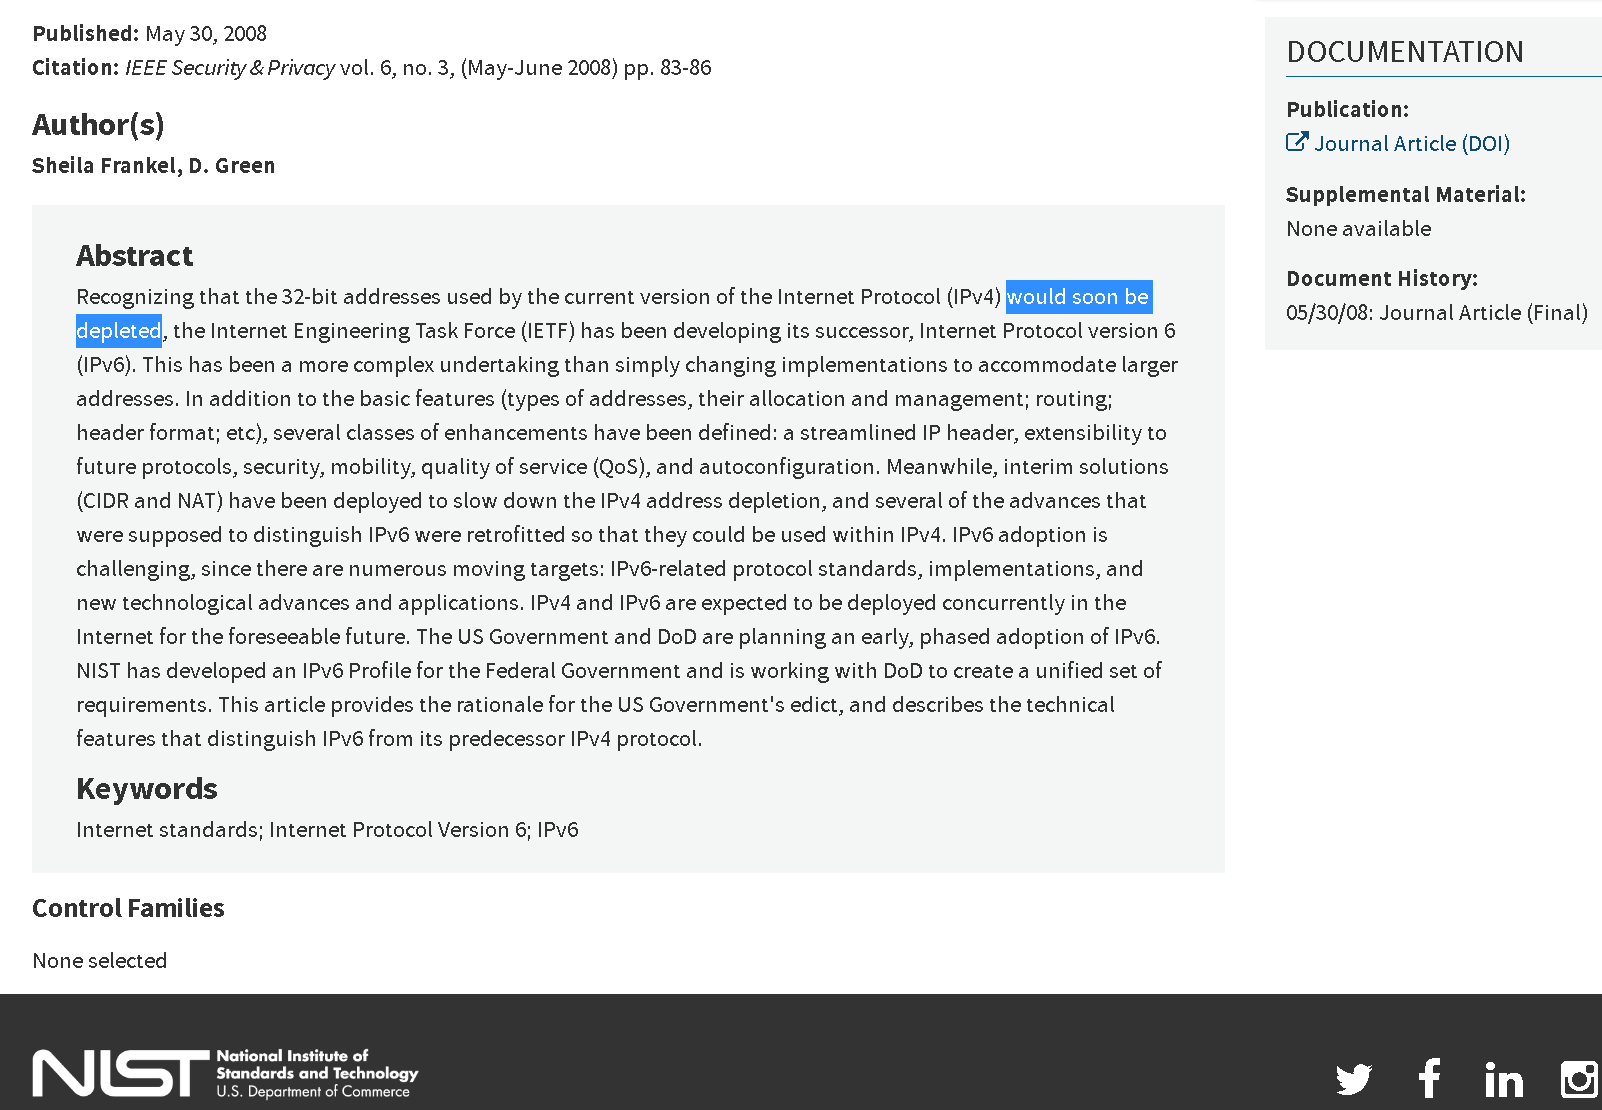 Published: May 30, 2008
Citation: IEEE Security & Privacy vol. 6, no. 3, (May-June 2008) pp. 83-86
Author(s)
Sheila Frankel, D. Green
Abstract
Recognizing that the 32-bit addresses used by the current version of the Internet Protocol (IPv4) would soon be
depleted, the Internet Engineering Task Force (IETF) has been developing its successor, Internet Protocol version 6
(IPv6). This has been a more complex undertaking than simply changing implementations to accommodate larger
addresses. In addition to the basic features (types of addresses, their allocation and management; routing;
header format; etc), several classes of enhancements have been defined: a streamlined IP header, extensibility to
future protocols, security, mobility, quality of service (QoS), and autoconfiguration. Meanwhile, interim solutions
(CIDR and NAT) have been deployed to slow down the IPv4 address depletion, and several of the advances that
were supposed to distinguish IPv6 were retrofitted so that they could be used within IPv4. IPv6 adoption is
challenging, since there are numerous moving targets: IPv6-related protocol standards, implementations, and
new technological advances and applications. IPv4 and IPv6 are expected to be deployed concurrently in the
Internet for the foreseeable future. The US Government and DoD are planning an early, phased adoption of IPv6.
NIST has developed an IPv6 Profile for the Federal Government and is working with DoD to create a unified set of
requirements. This article provides the rationale for the US Government's edict, and describes the technical
features that distinguish IPv6 from its predecessor IPv4 protocol.
Keywords
Internet standards; Internet Protocol Version 6; IPv6
Control Families
None selected
DOCUMENTATION
Publication:
Journal Article (DOI)
Supplemental Material:
None available
Document History:
05/30/08: Journal Article (Final)
NIST
National Institute of
Standards and Technology
U.S. Department of Commerce